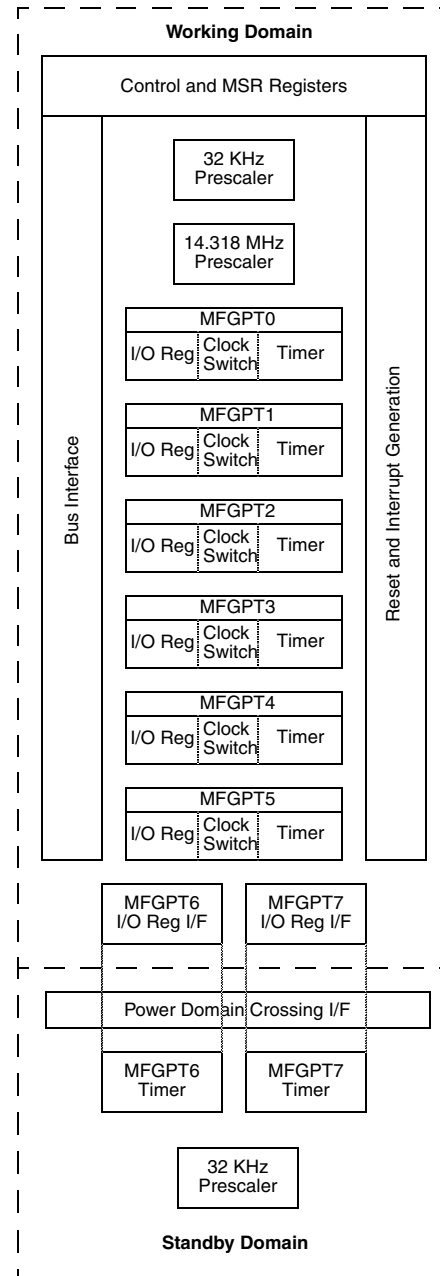 Working Domain
Control and MSR Registers
Bus Interface
Reset and Interrupt Generation
32 KHz
Prescaler
14.318 MHz
Prescaler
MFGPT0
I/O Reg Clock Switch Timer
MFGPT1
I/O Reg Clock Switch Timer
MFGPT2
I/O Reg Clock Switch Timer
MFGPT3
I/O Reg Clock Switch Timer
MFGPT4
I/O Reg Clock Switch Timer
MFGPT5
I/O Reg Clock Switch Timer
MFGPT6
I/O Reg I/F
MFGPT7
I/O Reg I/F
Power Domain Crossing I/F
MFGPT6
Timer
MFGPT7
Timer
32 KHz
Prescaler
Standby Domain